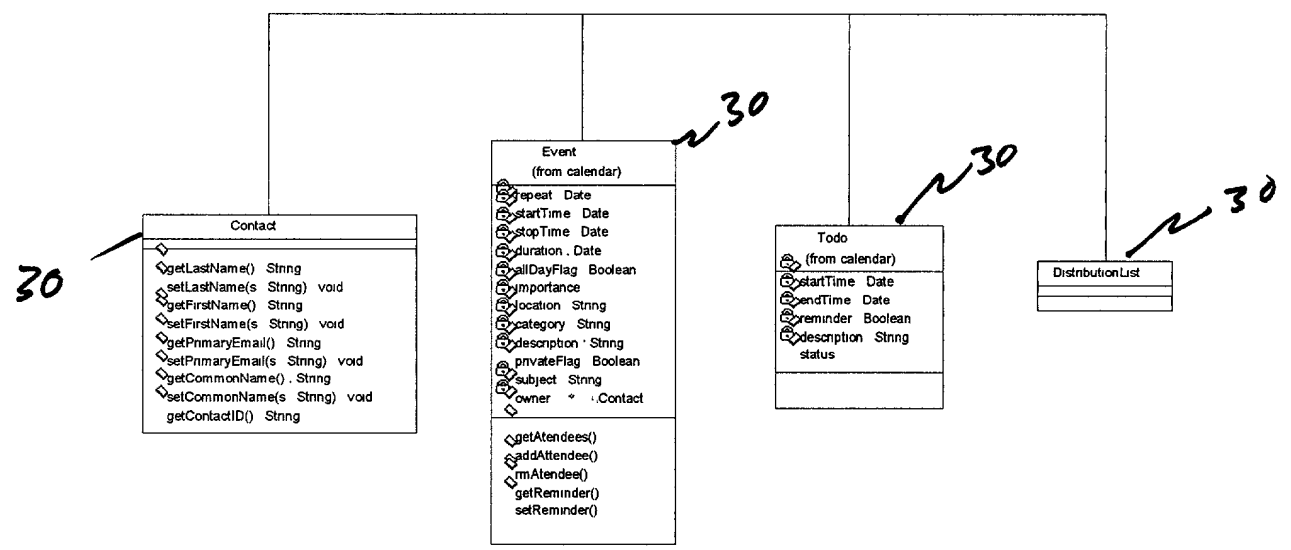 30
Contact
getLastName() String
setLastName(s String) void
getFirstName() String
setFirstName(s String) void
getPrimaryEmail() String
setPrimaryEmail(s String) void
getCommonName() . String
setCommonName(s String) void
getContactID() String
30
Event
(from calendar)
repeat Date
startTime Date
stopTime Date
duration . Date
allDayFlag Boolean
importance
location String
category String
description : String
privateFlag Boolean
subject String
owner * .Contact
getAtendees()
addAttendee()
rmAtendee()
getReminder()
setReminder()
30
Todo
(from calendar)
startTime Date
endTime Date
reminder Boolean
description String
status
30
DistributionList